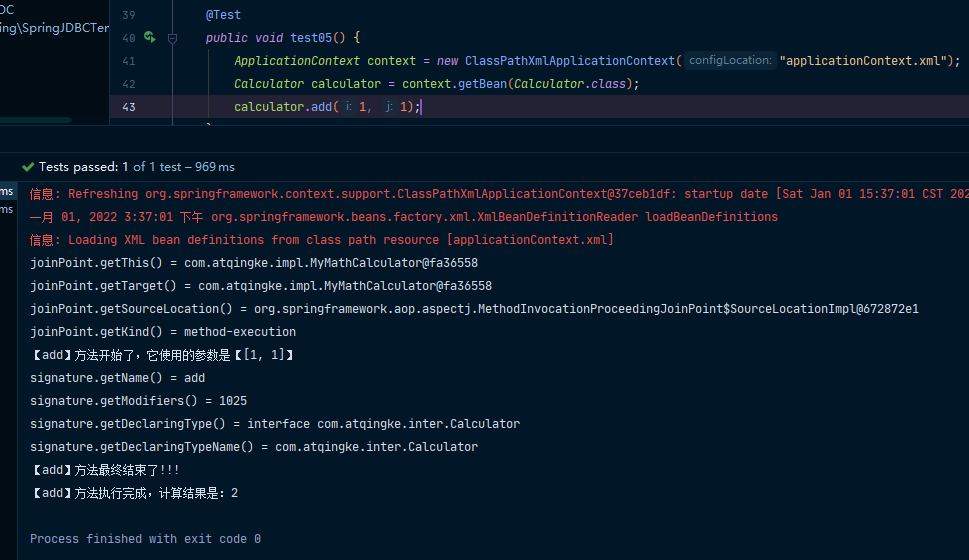 OC
ing\SpringJDBCTem
39 @Test
40 public void test05() {
41 ApplicationContext context = new ClassPathXmlApplicationContext( configLocation: "applicationContext.xml");
42 Calculator calculator = context.getBean(Calculator.class);
43 calculator.add( i: 1, j: 1);
Tests passed: 1 of 1 test – 969 ms
ms
信息: Refreshing org.springframework.context.support.ClassPathXmlApplicationContext@37ceb1df: startup date [Sat Jan 01 15:37:01 CST 202
ms
一月 01, 2022 3:37:01 下午 org.springframework.beans.factory.xml.XmlBeanDefinitionReader loadBeanDefinitions
信息: Loading XML bean definitions from class path resource [applicationContext.xml]
joinPoint.getThis() = com.atqingke.impl.MyMathCalculator@fa36558
joinPoint.getTarget() = com.atqingke.impl.MyMathCalculator@fa36558
joinPoint.getSourceLocation() = org.springframework.aop.aspectj.MethodInvocationProceedingJoinPoint$SourceLocationImpl@672872e1
joinPoint.getKind() = method-execution
【add】方法开始了，它使用的参数是【[1, 1]】
signature.getName() = add
signature.getModifiers() = 1025
signature.getDeclaringType() = interface com.atqingke.inter.Calculator
signature.getDeclaringTypeName() = com.atqingke.inter.Calculator
【add】方法最终结束了!!!
【add】方法执行完成，计算结果是：2
Process finished with exit code 0